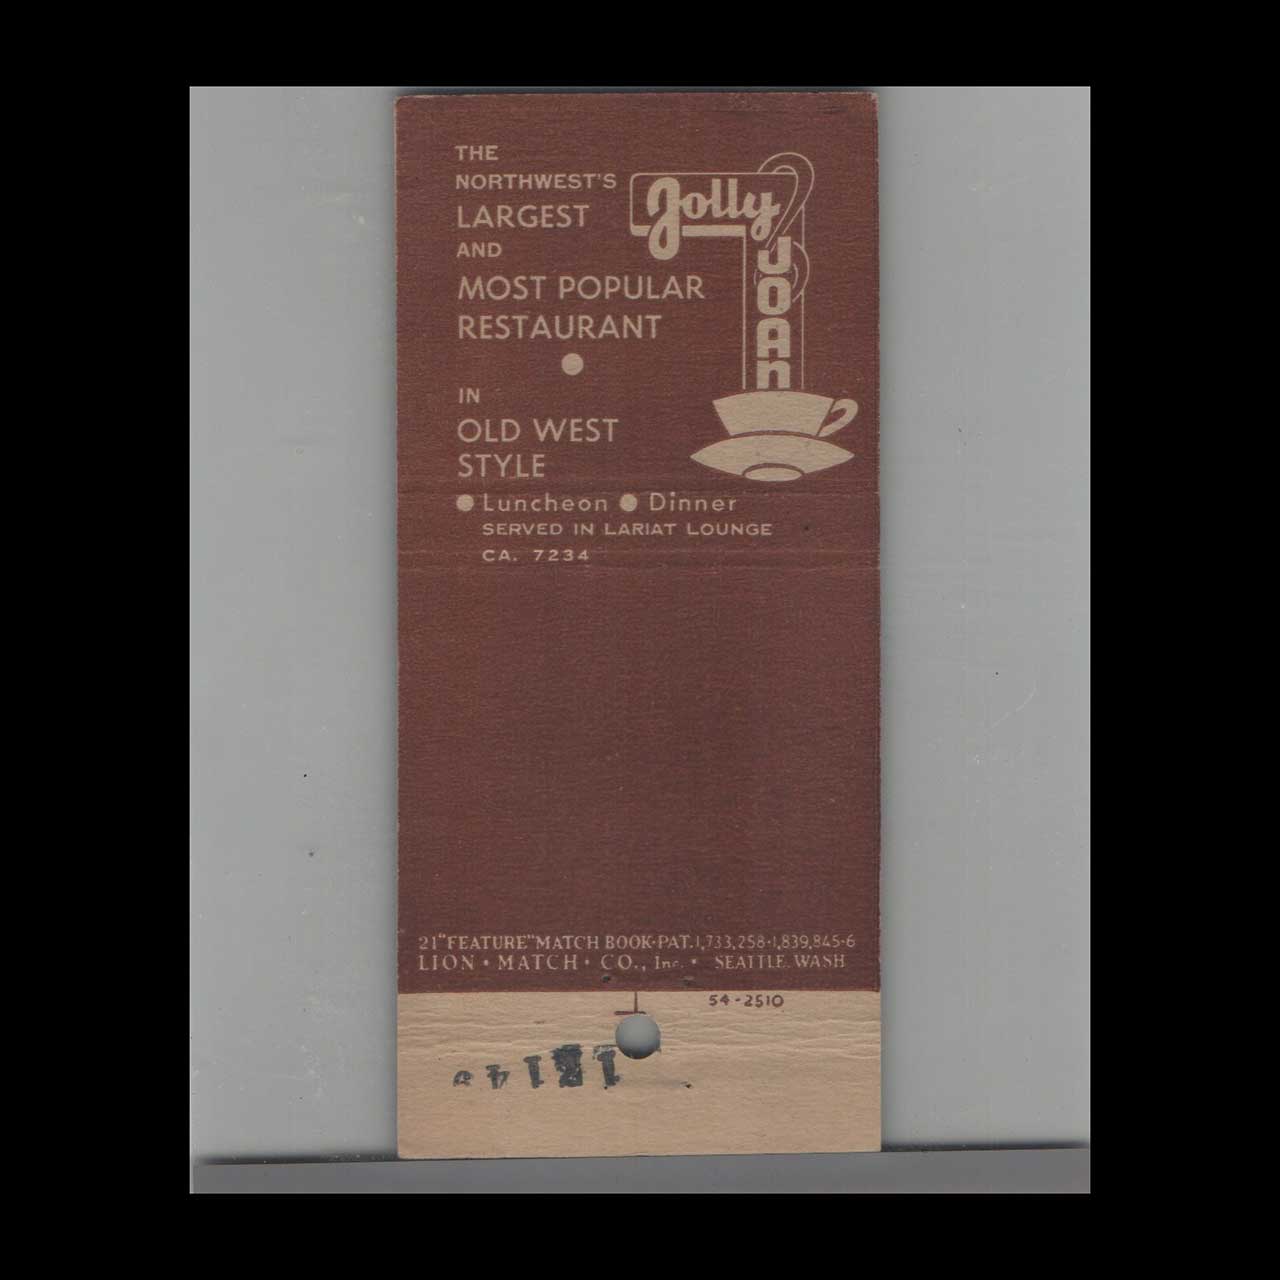 THE
NORTHWEST'S
LARGEST
AND
MOST POPULAR
RESTAURANT
Jolly
JOAN
IN
OLD WEST
STYLE
● Luncheon ● Dinner
SERVED IN LARIAT LOUNGE
CA. 7234
21 "FEATURE" MATCH BOOK·PAT. 1,733,258·1,839,845-6
LION · MATCH · CO., Inc. · SEATTLE, WASH
54-2510